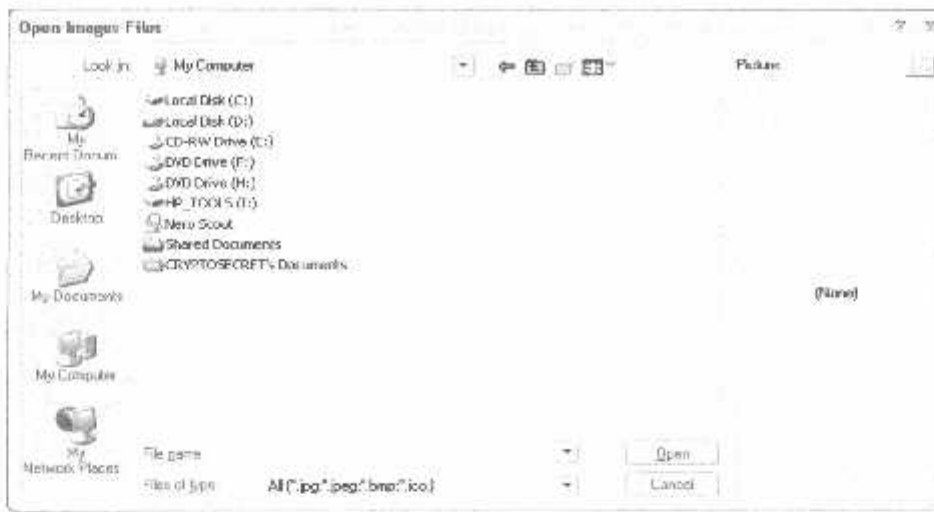 Open Images Files
Look in: My Computer
Picture:
Local Disk (C:)
Local Disk (D:)
CD-RW Drive (E:)
DVD Drive (F:)
DVD Drive (H:)
HP_TOOLS (I:)
Nero Scout
Shared Documents
CRYPTOSECRET's Documents
My
Recent Docum
Desktop
My Documents
My Computer
My
Network Places
(None)
File name
Open
Files of type All (*.jpg;*.jpeg;*.bmp;*.ico;)
Cancel